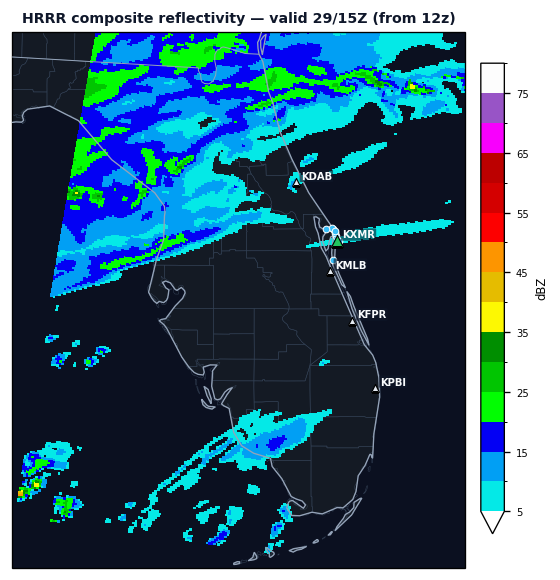 HRRR composite reflectivity — valid 29/15Z (from 12z)
KDAB
KXMR
KMLB
KFPR
KPBI
75
65
55
45
35
25
15
5
dBZ